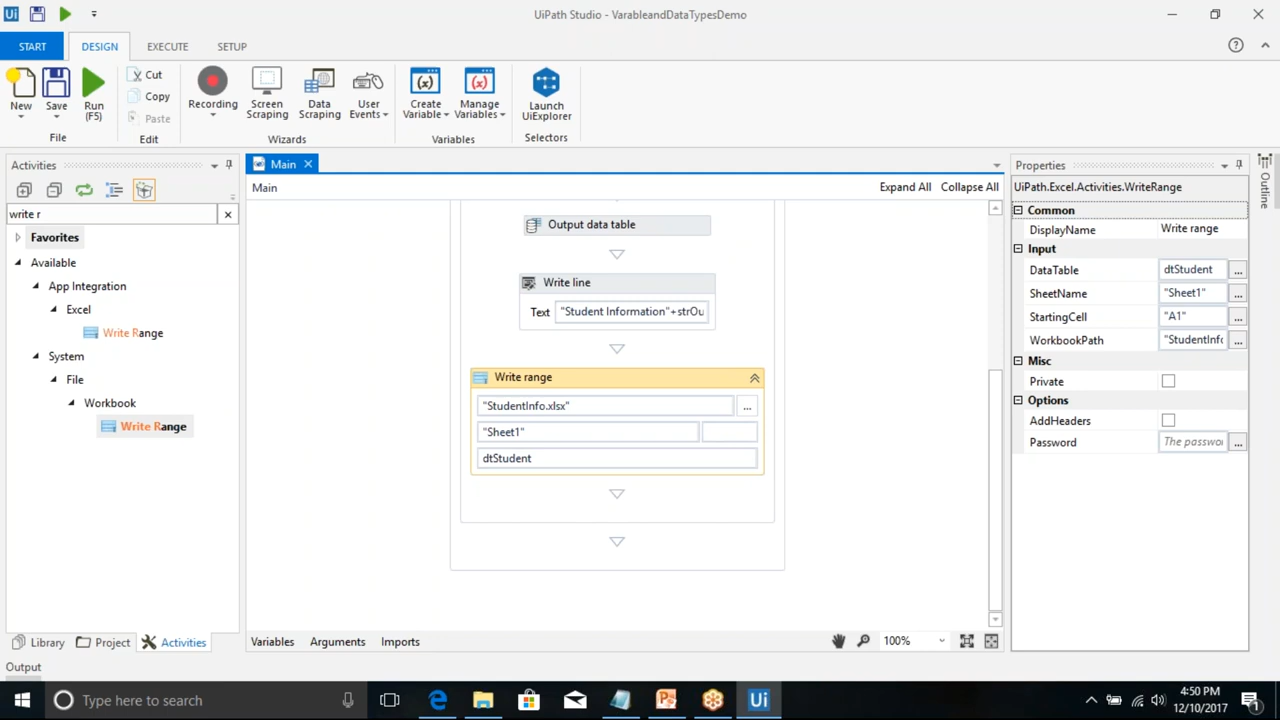 UiPath Studio - VarableandDataTypesDemo
START DESIGN EXECUTE SETUP
New
Save
Run
(F5)
Cut
Copy
Paste
Recording
Screen
Scraping
Data
Scraping
User
Events
Create
Variable
Manage
Variables
Launch
UiExplorer
File Edit Wizards Variables Selectors
Activities
write r
Favorites
Available
App Integration
Excel
Write Range
System
File
Workbook
Write Range
Library Project Activities
Output
Main
Main Expand All Collapse All
Output data table
Write line
Text "Student Information"+strOu
Write range
"StudentInfo.xlsx" ...
"Sheet1"
dtStudent
Variables Arguments Imports 100%
Properties
UiPath.Excel.Activities.WriteRange
Common
DisplayName Write range
Input
DataTable dtStudent ...
SheetName "Sheet1" ...
StartingCell "A1" ...
WorkbookPath "StudentInfo ...
Misc
Private
Options
AddHeaders
Password The passwor ...
Outline
Type here to search
4:50 PM
12/10/2017